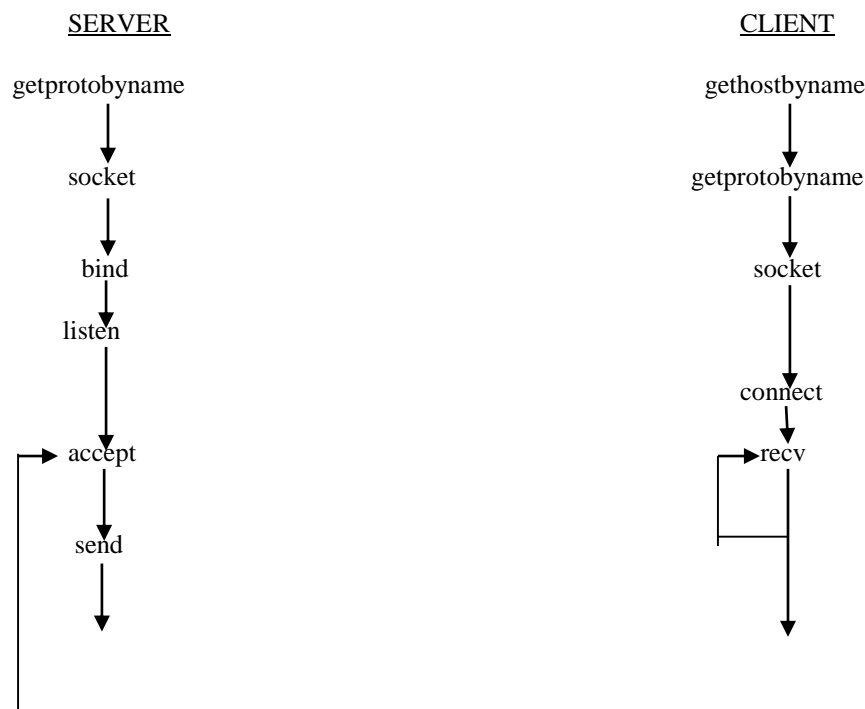 SERVER
CLIENT
getprotobyname
gethostbyname
socket
getprotobyname
bind
socket
listen
connect
accept
recv
send